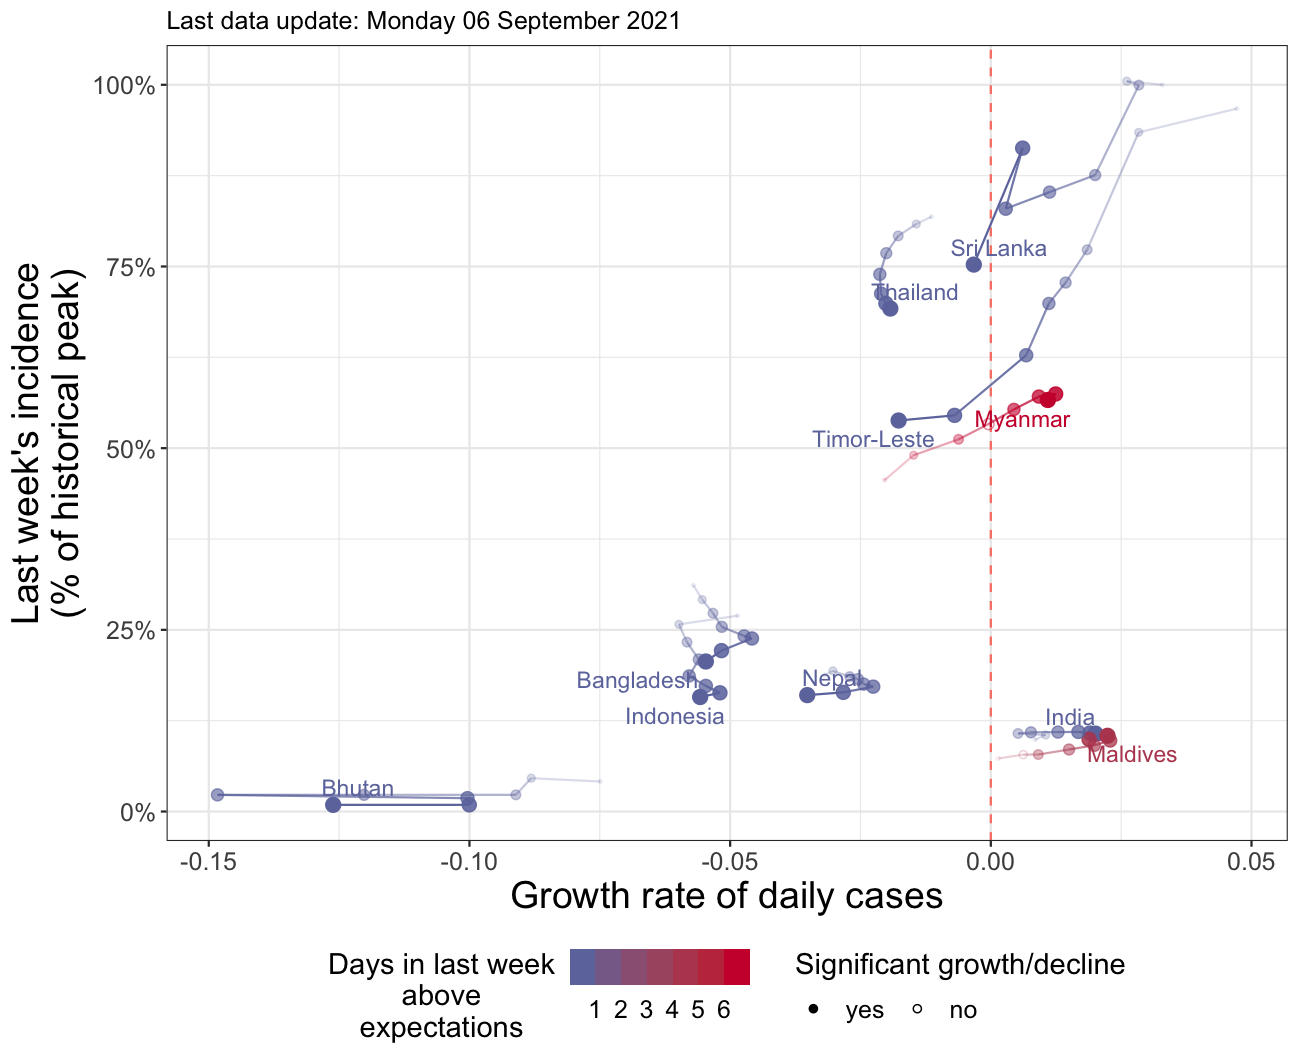 Last data update: Monday 06 September 2021
Last week's incidence
(% of historical peak)
100%
75%
50%
25%
0%
Sri Lanka
Thailand
Myanmar
Timor-Leste
Bangladesh
Nepal
Indonesia
India
Maldives
Bhutan
-0.15
-0.10
-0.05
0.00
0.05
Growth rate of daily cases
Days in last week
above
expectations
1 2 3 4 5 6
Significant growth/decline
yes
no